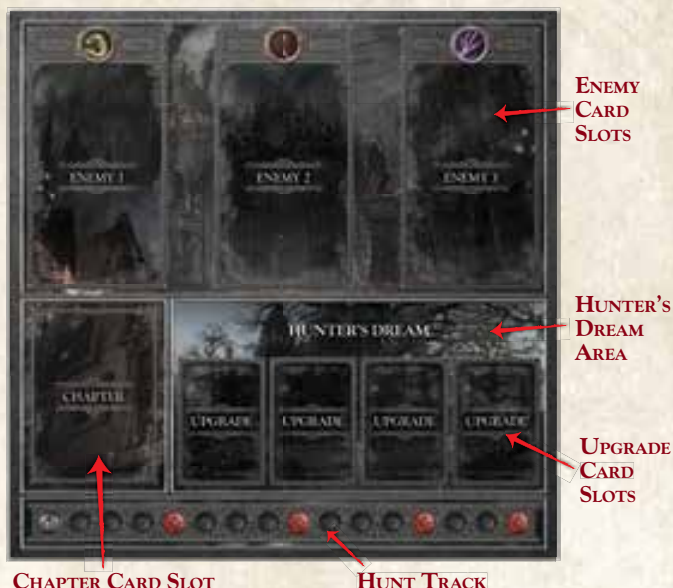 ENEMY
CARD
SLOTS
ENEMY 1
ENEMY 2
ENEMY 3
HUNTER'S
DREAM
AREA
HUNTER'S DREAM
CHAPTER
UPGRADE
UPGRADE
UPGRADE
UPGRADE
UPGRADE
CARD
SLOTS
CHAPTER CARD SLOT
HUNT TRACK